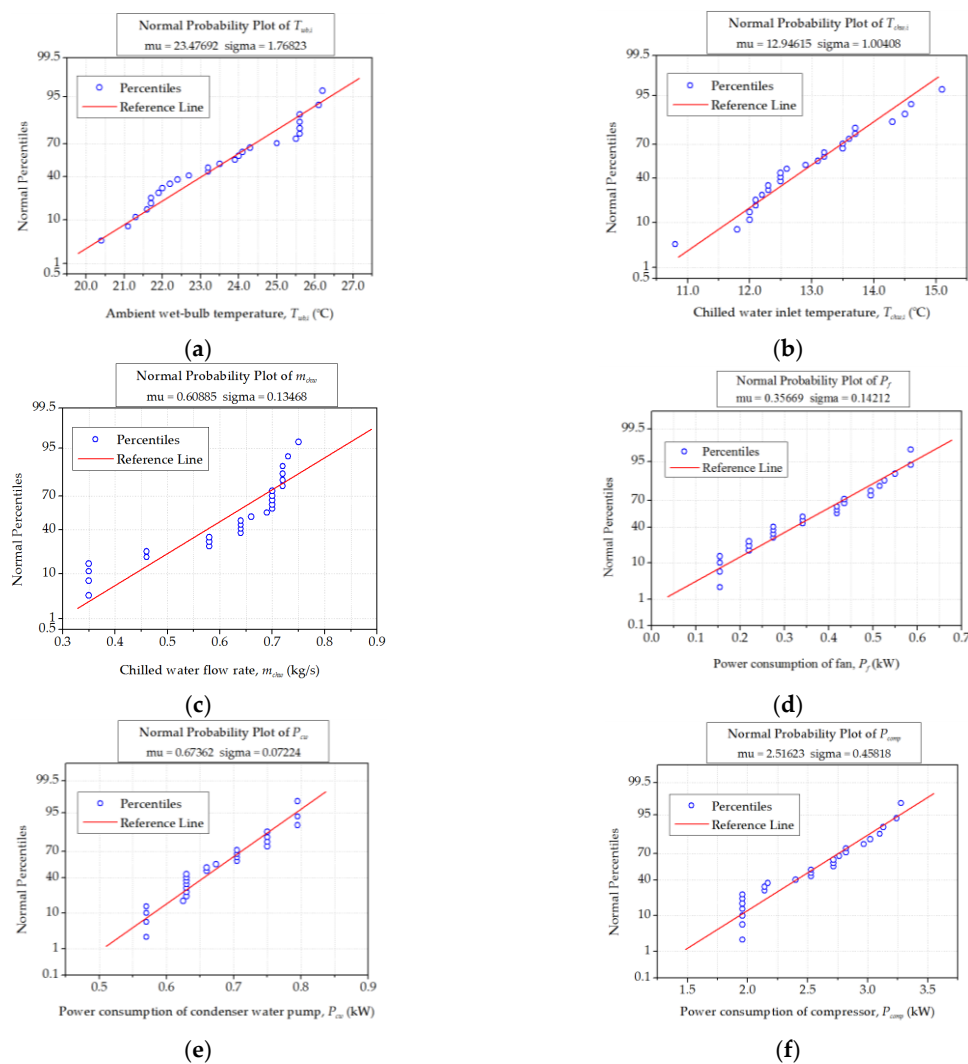 Normal Probability Plot of T_wb,i
mu = 23.47692 sigma = 1.76823
99.5
95
70
40
10
1
0.5
Normal Percentiles
Percentiles
Reference Line
20.0 21.0 22.0 23.0 24.0 25.0 26.0 27.0
Ambient wet-bulb temperature, T_wb,i (°C)
(a)
Normal Probability Plot of T_chw,i
mu = 12.94615 sigma = 1.00408
99.5
95
70
40
10
1
0.5
Normal Percentiles
Percentiles
Reference Line
11.0 12.0 13.0 14.0 15.0
Chilled water inlet temperature, T_chw,i (°C)
(b)
Normal Probability Plot of m_chw
mu = 0.60885 sigma = 0.13468
99.5
95
70
40
10
1
0.5
Normal Percentiles
Percentiles
Reference Line
0.3 0.4 0.5 0.6 0.7 0.8 0.9
Chilled water flow rate, m_chw (kg/s)
(c)
Normal Probability Plot of P_f
mu = 0.35669 sigma = 0.14212
99.5
95
70
40
10
1
0.1
Normal Percentiles
Percentiles
Reference Line
0.0 0.1 0.2 0.3 0.4 0.5 0.6 0.7
Power consumption of fan, P_f (kW)
(d)
Normal Probability Plot of P_cw
mu = 0.67362 sigma = 0.07224
99.5
95
70
40
10
1
0.1
Normal Percentiles
Percentiles
Reference Line
0.5 0.6 0.7 0.8 0.9
Power consumption of condenser water pump, P_cw (kW)
(e)
Normal Probability Plot of P_comp
mu = 2.51623 sigma = 0.45818
99.5
95
70
40
10
1
0.1
Normal Percentiles
Percentiles
Reference Line
1.5 2.0 2.5 3.0 3.5
Power consumption of compressor, P_comp (kW)
(f)